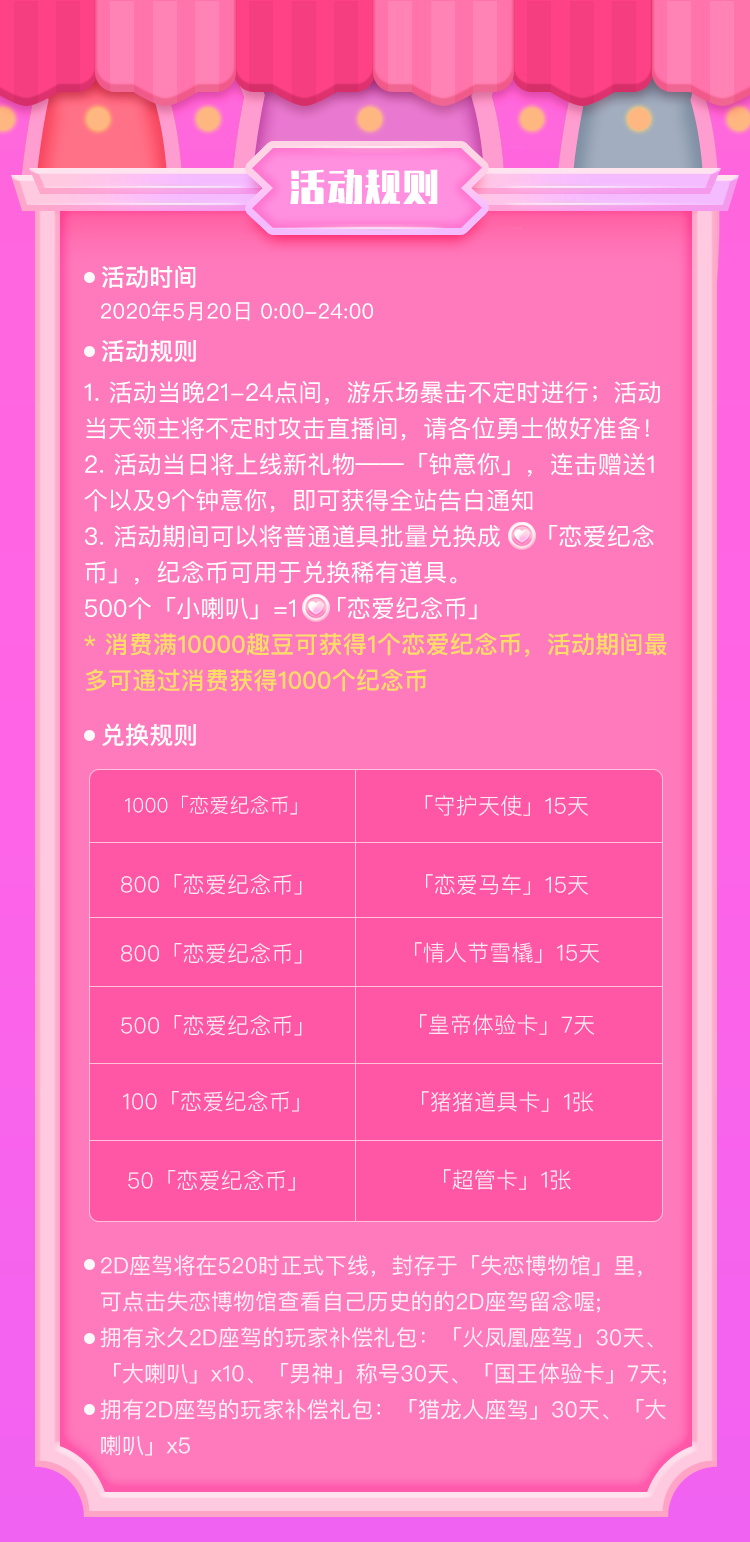 活动规则
活动时间
2020年5月20日 0:00-24:00
活动规则
1. 活动当晚21-24点间，游乐场暴击不定时进行；活动
当天领主将不定时攻击直播间，请各位勇士做好准备！
2. 活动当日将上线新礼物——「钟意你」，连击赠送1
个以及9个钟意你，即可获得全站告白通知
3. 活动期间可以将普通道具批量兑换成「恋爱纪念
币」，纪念币可用于兑换稀有道具。
500个「小喇叭」=1「恋爱纪念币」
* 消费满10000趣豆可获得1个恋爱纪念币，活动期间最
多可通过消费获得1000个纪念币
兑换规则
1000「恋爱纪念币」 「守护天使」15天
800「恋爱纪念币」 「恋爱马车」15天
800「恋爱纪念币」 「情人节雪橇」15天
500「恋爱纪念币」 「皇帝体验卡」7天
100「恋爱纪念币」 「猪猪道具卡」1张
50「恋爱纪念币」 「超管卡」1张
2D座驾将在520时正式下线，封存于「失恋博物馆」里，
可点击失恋博物馆查看自己历史的的2D座驾留念喔;
拥有永久2D座驾的玩家补偿礼包：「火凤凰座驾」30天、
「大喇叭」x10、「男神」称号30天、「国王体验卡」7天;
拥有2D座驾的玩家补偿礼包：「猎龙人座驾」30天、「大
喇叭」x5